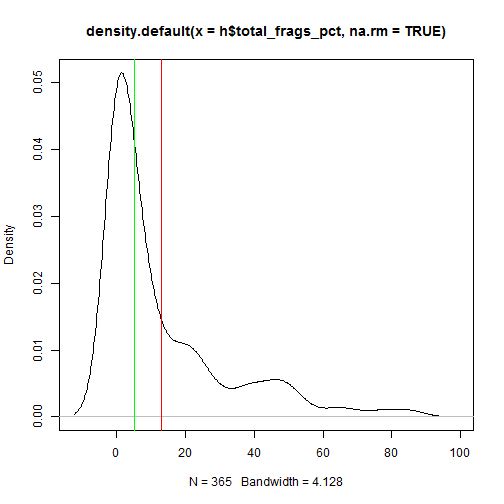 density.default(x = h$total_frags_pct, na.rm = TRUE)
Density
0.05
0.04
0.03
0.02
0.01
0.00
0 20 40 60 80 100
N = 365 Bandwidth = 4.128